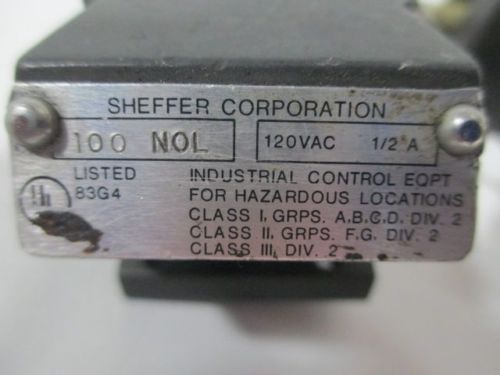 SHEFFER CORPORATION
100 NOL 120VAC 1/2 A
LISTED INDUSTRIAL CONTROL EQPT
83G4 FOR HAZARDOUS LOCATIONS
CLASS I, GRPS. A.B.C.D. DIV. 2
CLASS II, GRPS. F.G. DIV. 2
CLASS III, DIV. 2